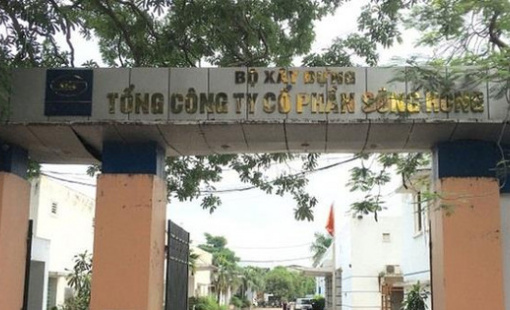 BỘ XÂY DỰNG
TỔNG CÔNG TY CỔ PHẦN SÔNG HỒNG